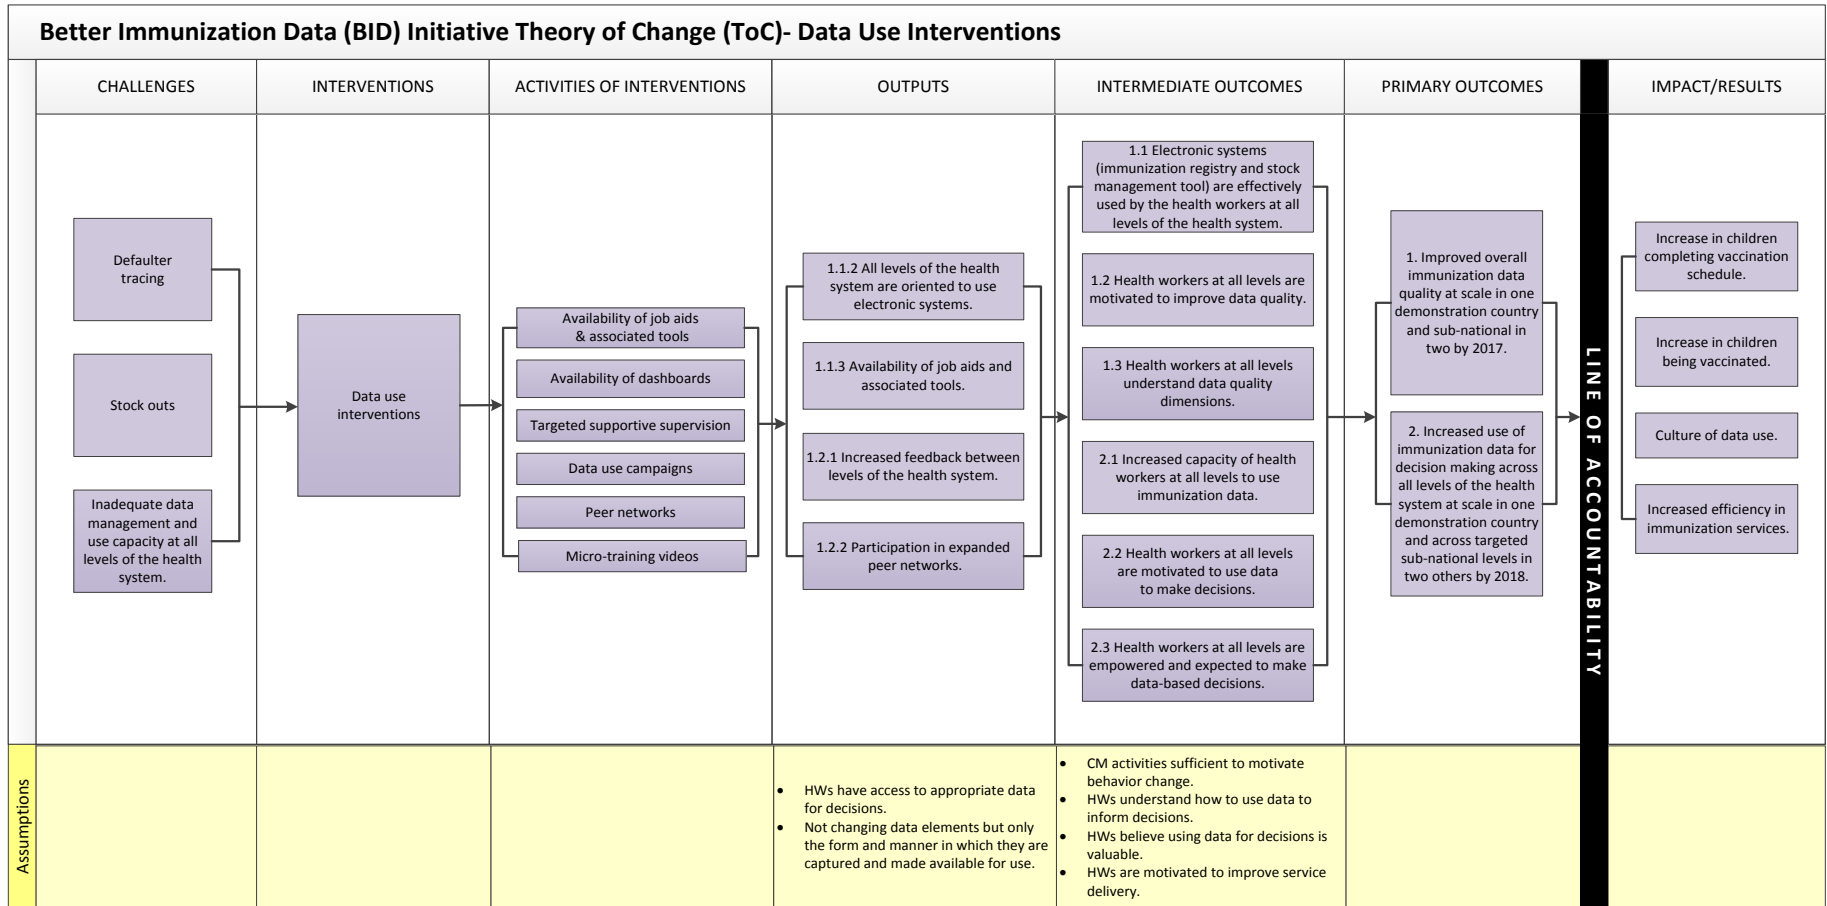 Better Immunization Data (BID) Initiative Theory of Change (ToC)- Data Use Interventions
CHALLENGES
INTERVENTIONS
ACTIVITIES OF INTERVENTIONS
OUTPUTS
INTERMEDIATE OUTCOMES
PRIMARY OUTCOMES
IMPACT/RESULTS
Defaulter
tracing
Stock outs
Inadequate data
management and
use capacity at all
levels of the health
system.
Data use
interventions
Availability of job aids
& associated tools
Availability of dashboards
Targeted supportive supervision
Data use campaigns
Peer networks
Micro-training videos
1.1.2 All levels of the health
system are oriented to use
electronic systems.
1.1.3 Availability of job aids and
associated tools.
1.2.1 Increased feedback between
levels of the health system.
1.2.2 Participation in expanded
peer networks.
1.1 Electronic systems
(immunization registry and stock
management tool) are effectively
used by the health workers at all
levels of the health system.
1.2 Health workers at all levels are
motivated to improve data quality.
1.3 Health workers at all levels
understand data quality
dimensions.
2.1 Increased capacity of health
workers at all levels to use
immunization data.
2.2 Health workers at all levels
are motivated to use data
to make decisions.
2.3 Health workers at all levels are
empowered and expected to make
data-based decisions.
1. Improved overall
immunization data
quality at scale in one
demonstration country
and sub-national in
two by 2017.
2. Increased use of
immunization data for
decision making across
all levels of the health
system at scale in one
demonstration country
and across targeted
sub-national levels in
two others by 2018.
LINE OF ACCOUNTABILITY
Increase in children
completing vaccination
schedule.
Increase in children
being vaccinated.
Culture of data use.
Increased efficiency in
immunization services.
Assumptions
• HWs have access to appropriate data
for decisions.
• Not changing data elements but only
the form and manner in which they are
captured and made available for use.
• CM activities sufficient to motivate
behavior change.
• HWs understand how to use data to
inform decisions.
• HWs believe using data for decisions is
valuable.
• HWs are motivated to improve service
delivery.